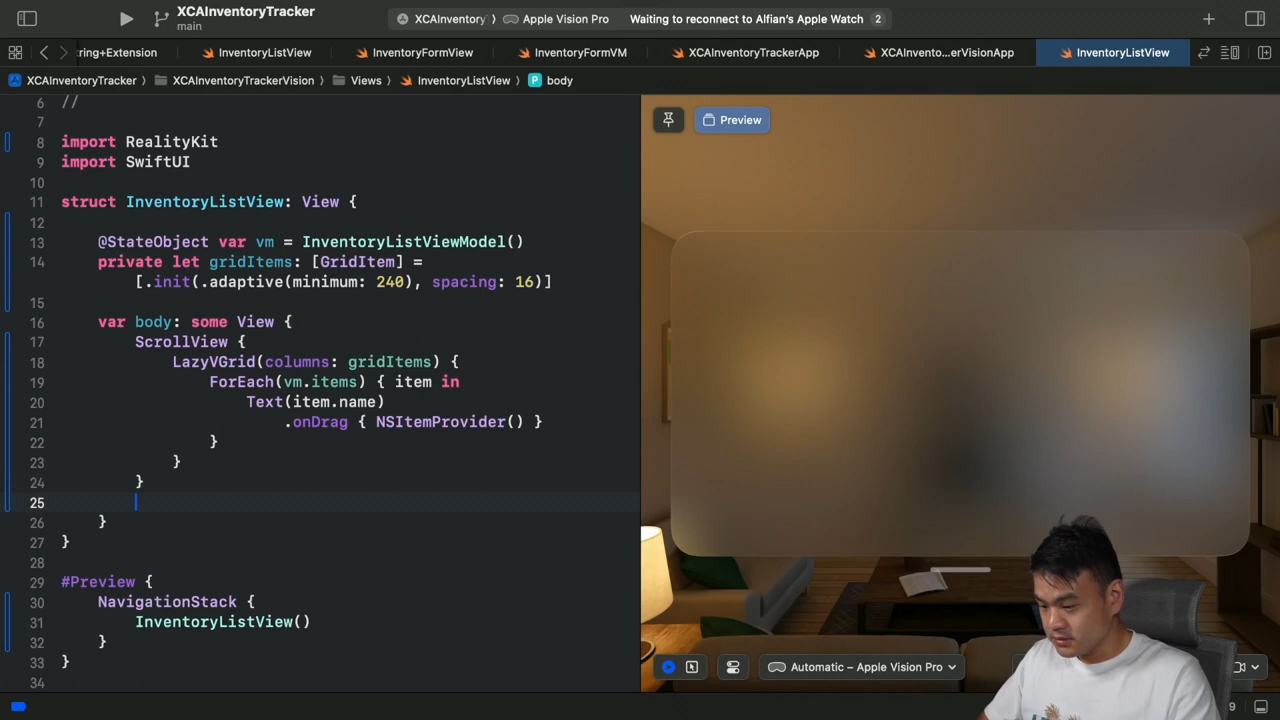 XCAInventoryTracker
main
XCAInventory
Apple Vision Pro
Waiting to reconnect to Alfian's Apple Watch
2
ring+Extension
InventoryListView
InventoryFormView
InventoryFormVM
XCAInventoryTrackerApp
XCAInvento...erVisionApp
InventoryListView
XCAInventoryTracker
XCAInventoryTrackerVision
Views
InventoryListView
P
body
6 //
7
8 import RealityKit
9 import SwiftUI
10
11 struct InventoryListView: View {
12
13 @StateObject var vm = InventoryListViewModel()
14 private let gridItems: [GridItem] =
[.init(.adaptive(minimum: 240), spacing: 16)]
15
16 var body: some View {
17 ScrollView {
18 LazyVGrid(columns: gridItems) {
19 ForEach(vm.items) { item in
20 Text(item.name)
21 .onDrag { NSItemProvider() }
22 }
23 }
24 }
25
26 }
27 }
28
29 #Preview {
30 NavigationStack {
31 InventoryListView()
32 }
33 }
34
Preview
Automatic – Apple Vision Pro
9